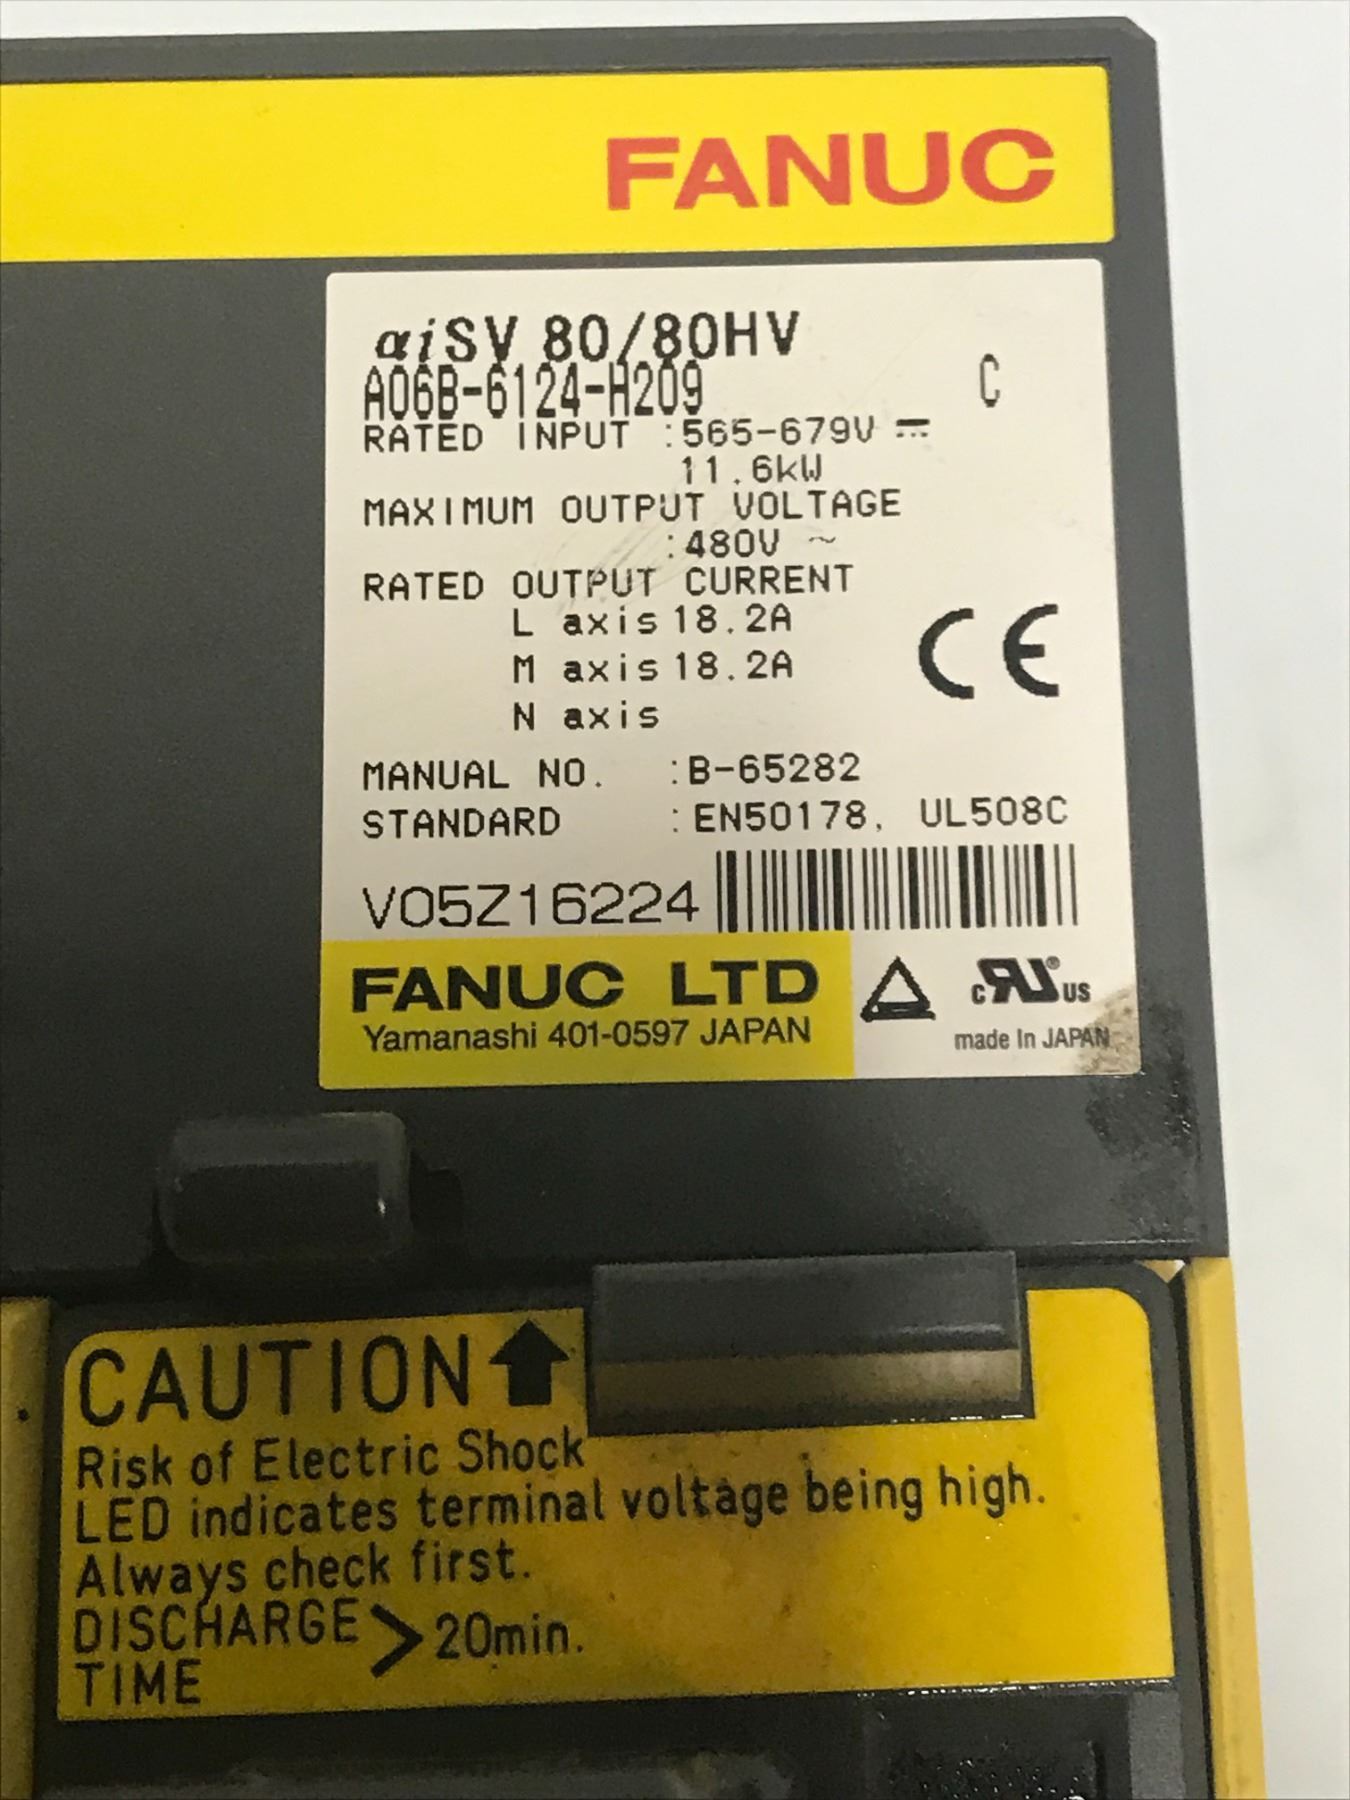 FANUC
αiSV 80/80HV
A06B-6124-H209 C
RATED INPUT :565-679V ⎓
11.6kW
MAXIMUM OUTPUT VOLTAGE
:480V ~
RATED OUTPUT CURRENT
L axis 18.2A
M axis 18.2A
N axis
CE
MANUAL NO. :B-65282
STANDARD :EN50178, UL508C
V05Z16224
FANUC LTD
Yamanashi 401-0597 JAPAN
c RU ® US
made in JAPAN
CAUTION
Risk of Electric Shock
LED indicates terminal voltage being high.
Always check first.
DISCHARGE TIME > 20min.